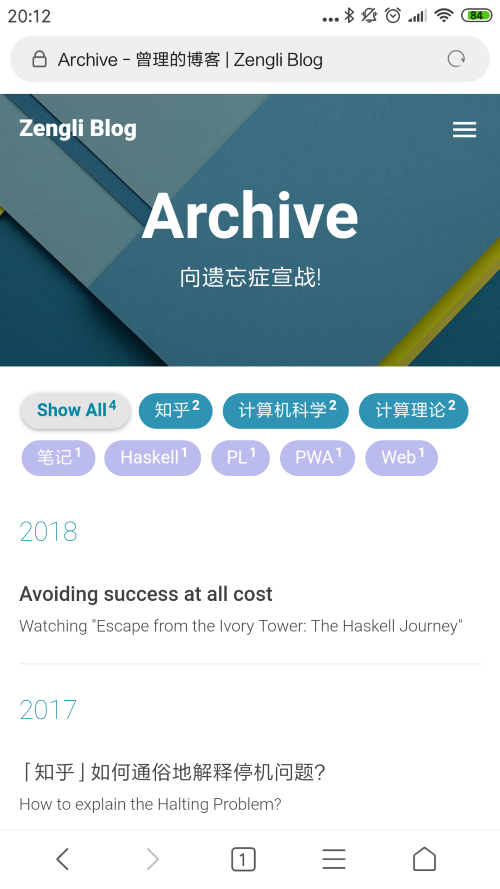 20:12
84
Archive - 曾理的博客 | Zengli Blog
Zengli Blog
Archive
向遗忘症宣战!
Show All 4 知乎 2 计算机科学 2 计算理论 2
笔记 1 Haskell 1 PL 1 PWA 1 Web 1
2018
Avoiding success at all cost
Watching "Escape from the Ivory Tower: The Haskell Journey"
2017
「知乎」如何通俗地解释停机问题?
How to explain the Halting Problem?
1